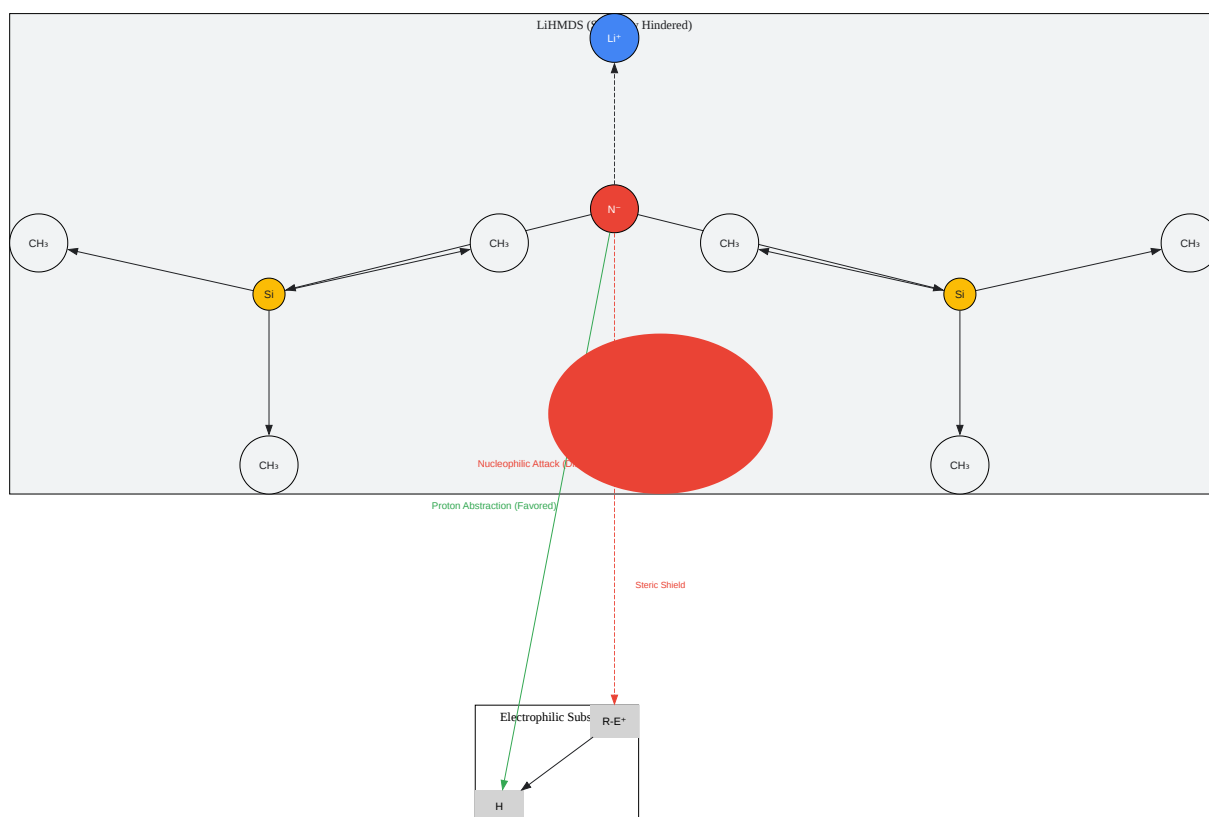 LiHMDS (S Hindered)
Li⁺
N⁻
CH₃
CH₃
CH₃
CH₃
Si
Si
CH₃
CH₃
Nucleophilic Attack (
Proton Abstraction (Favored)
Steric Shield
Electrophilic Subs
R-E⁺
H